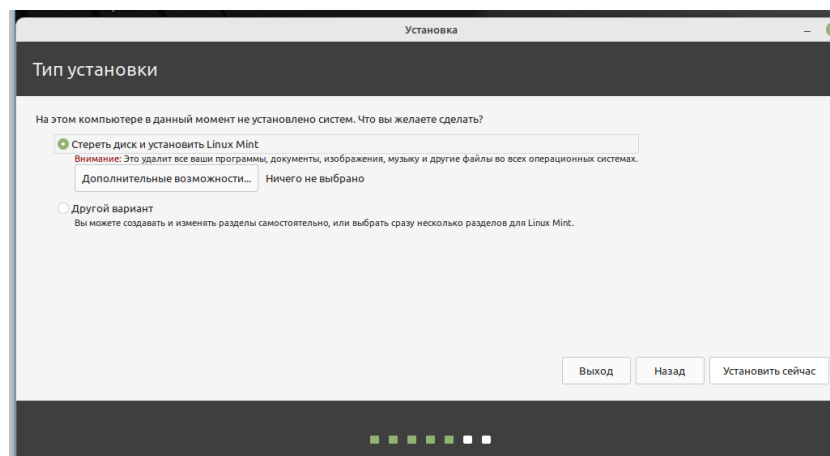 Установка
Тип установки
На этом компьютере в данный момент не установлено систем. Что вы желаете сделать?
Стереть диск и установить Linux Mint
Внимание: Это удалит все ваши программы, документы, изображения, музыку и другие файлы во всех операционных системах.
Дополнительные возможности... Ничего не выбрано
Другой вариант
Вы можете создавать и изменять разделы самостоятельно, или выбрать сразу несколько разделов для Linux Mint.
Выход Назад Установить сейчас